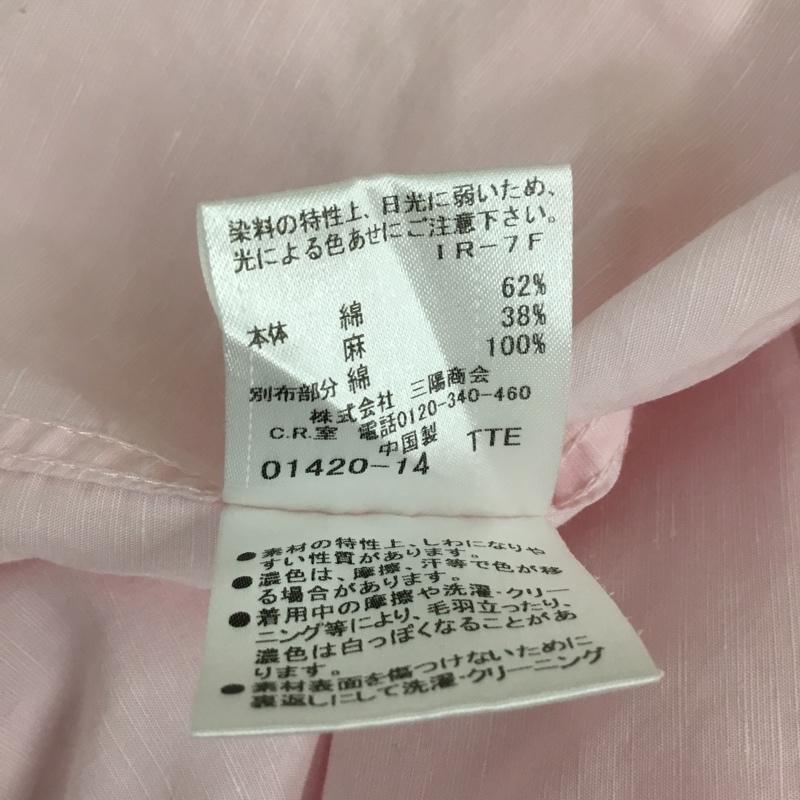 染料の特性上、日光に弱いため、
光による色あせにご注意下さい。
IR-7F
本体 綿 62%
麻 38%
別布部分 綿 100%
株式会社 三陽商会
C.R.室 電話0120-340-460
中国製 TTE
01420-14
●素材の特性上、しわになりや
すい性質があります。
●濃色は、摩擦、汗等で色が移
る場合があります。
●着用中の摩擦や洗濯・クリー
ニング等により、毛羽立ったり、
濃色は白っぽくなることがあ
ります。
●素材表面を傷つけないために
裏返しにして洗濯・クリーニング